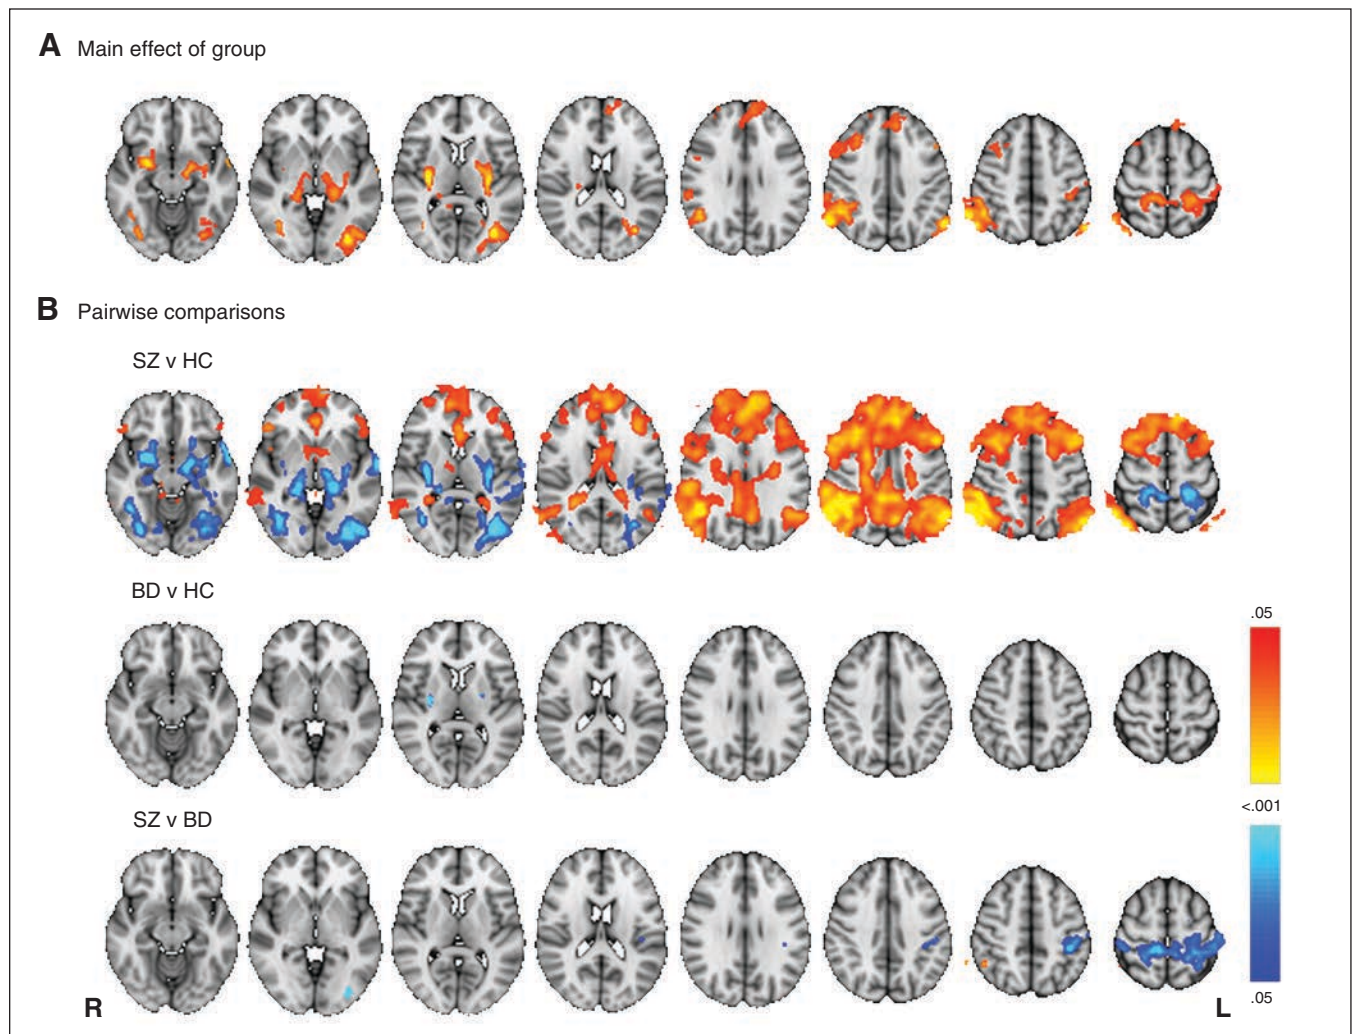 A Main effect of group
B Pairwise comparisons
SZ v HC
BD v HC
.05
<.001
SZ v BD
.05
R
L